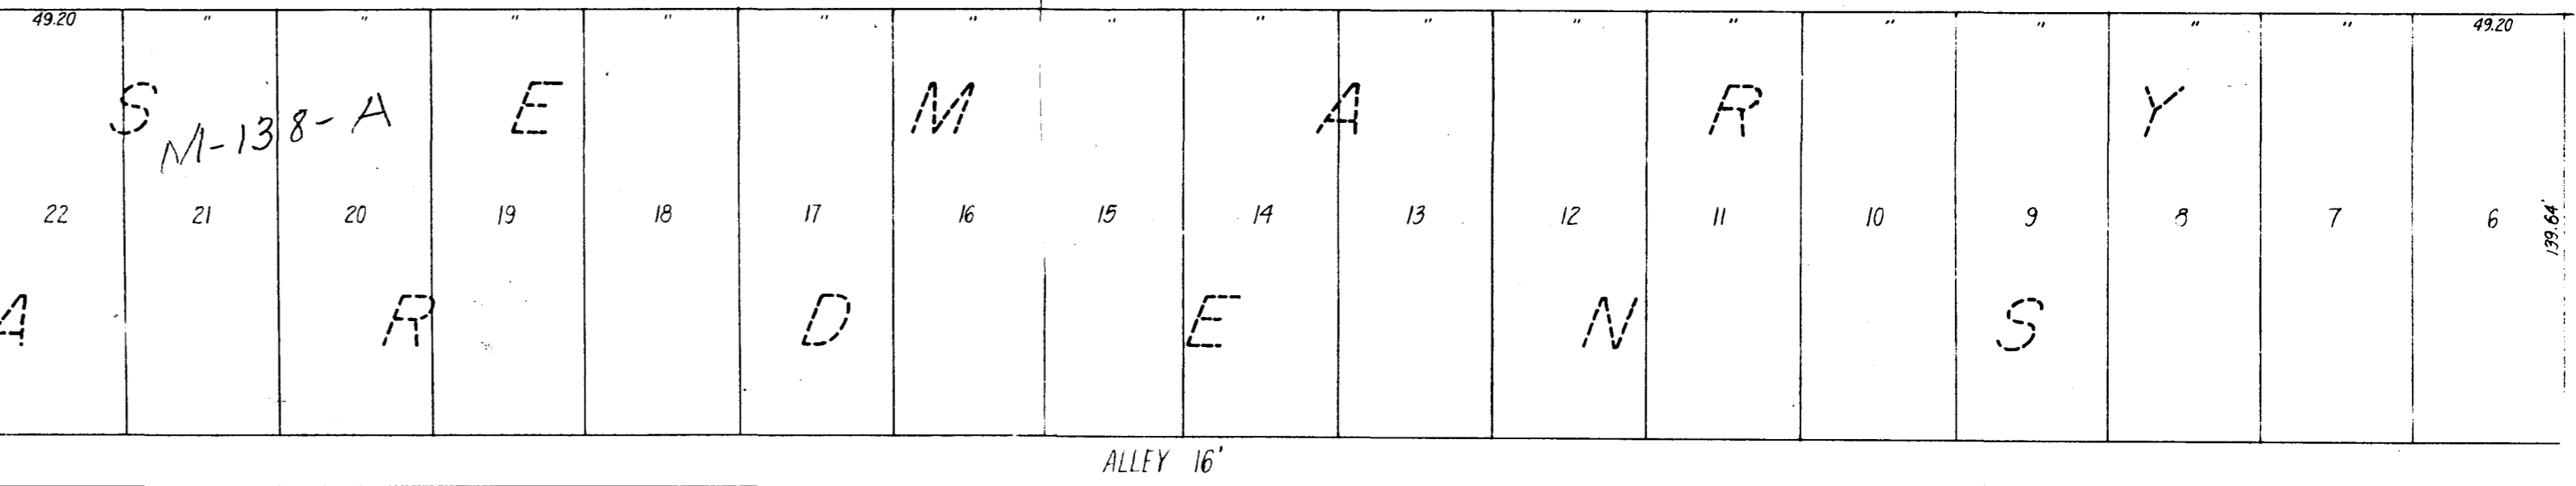 49.20 " " " " " " " " " " " " " " " 49.20
S E M A R Y
M-138-A
22 21 20 19 18 17 16 15 14 13 12 11 10 9 8 7 6
139.64'
A R D E N S
ALLEY 16'